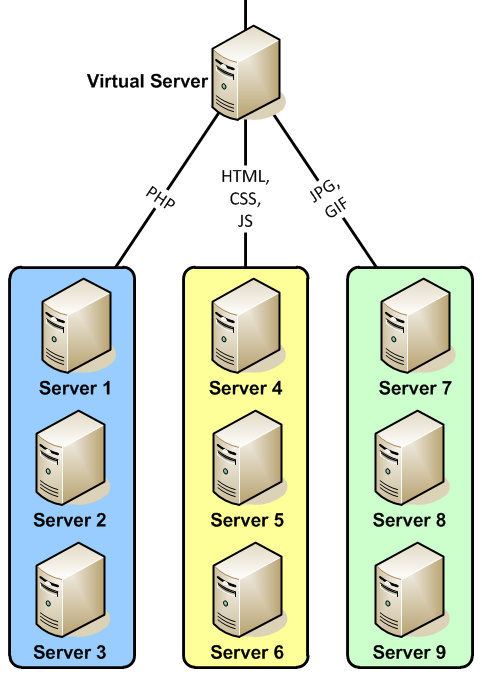 Virtual Server
PHP
HTML,
CSS,
JS
JPG,
GIF
Server 1
Server 2
Server 3
Server 4
Server 5
Server 6
Server 7
Server 8
Server 9